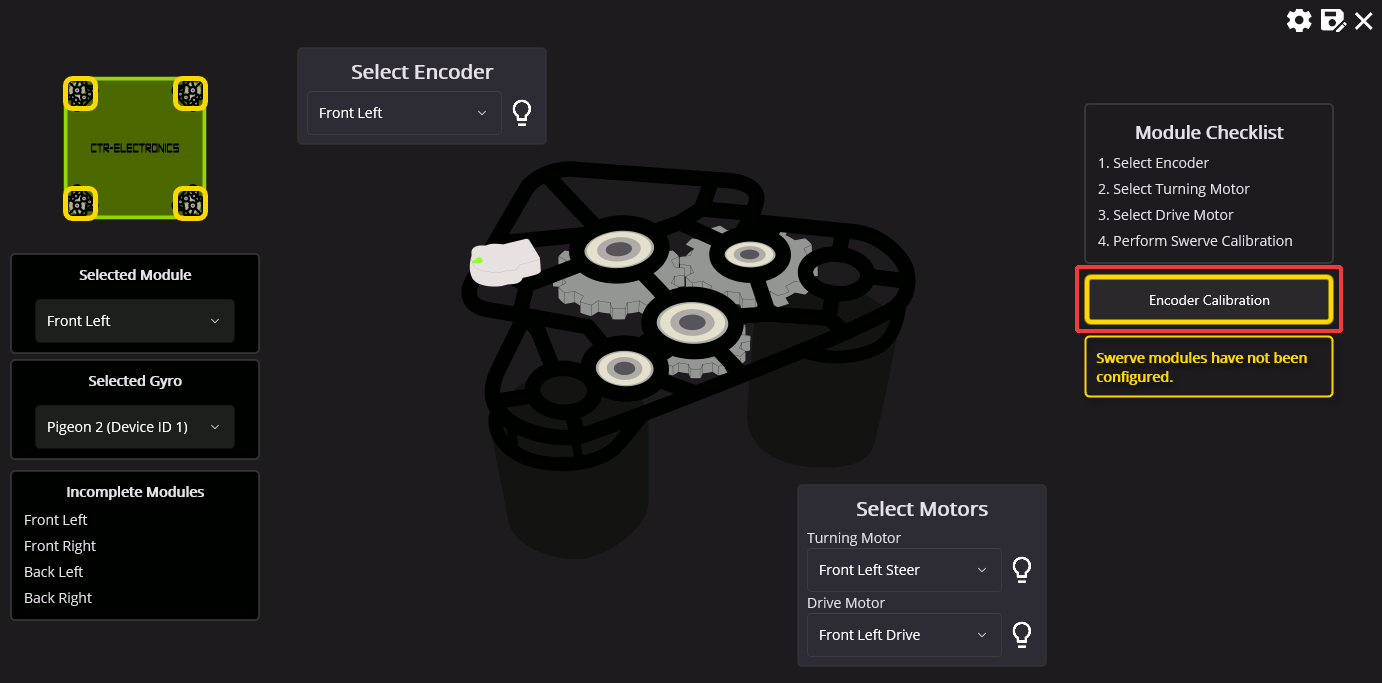 CTR-ELECTRONICS
Selected Module
Front Left
Selected Gyro
Pigeon 2 (Device ID 1)
Incomplete Modules
Front Left
Front Right
Back Left
Back Right
Select Encoder
Front Left
Select Motors
Turning Motor
Front Left Steer
Drive Motor
Front Left Drive
Module Checklist
1. Select Encoder
2. Select Turning Motor
3. Select Drive Motor
4. Perform Swerve Calibration
Encoder Calibration
Swerve modules have not been
configured.